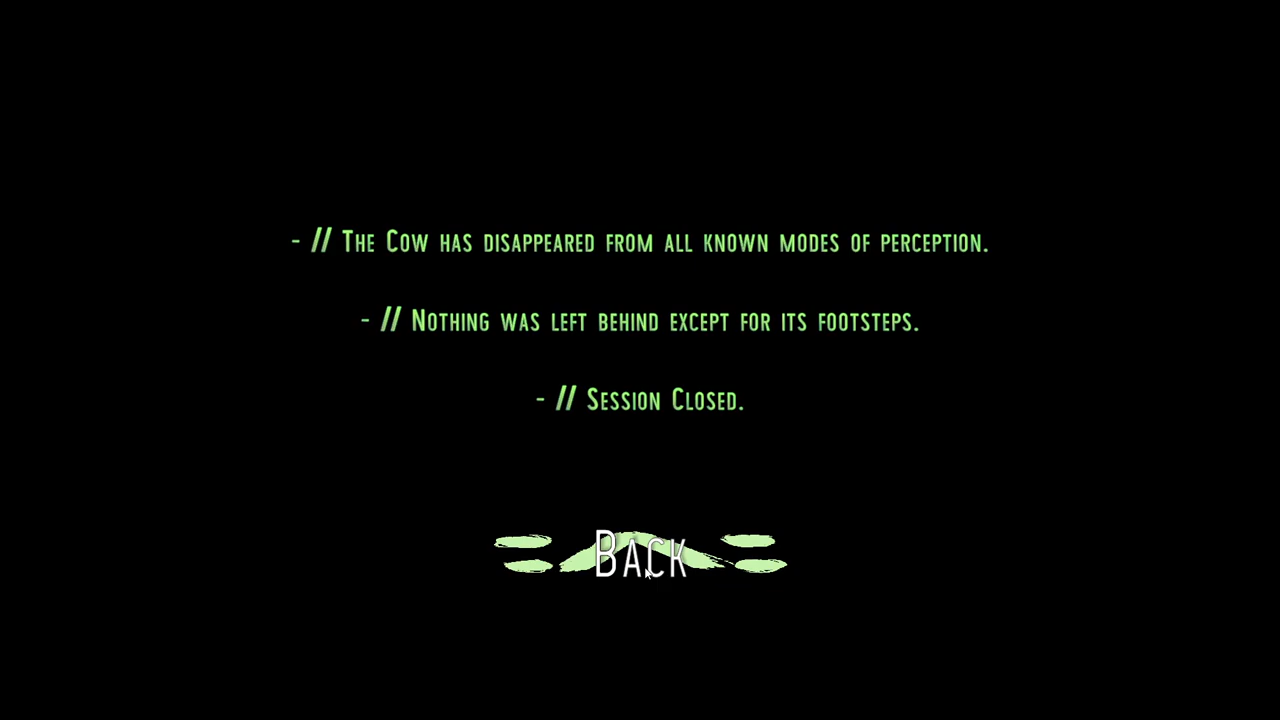 - // The Cow has disappeared from all known modes of perception.
- // Nothing was left behind except for its footsteps.
- // Session Closed.
Back